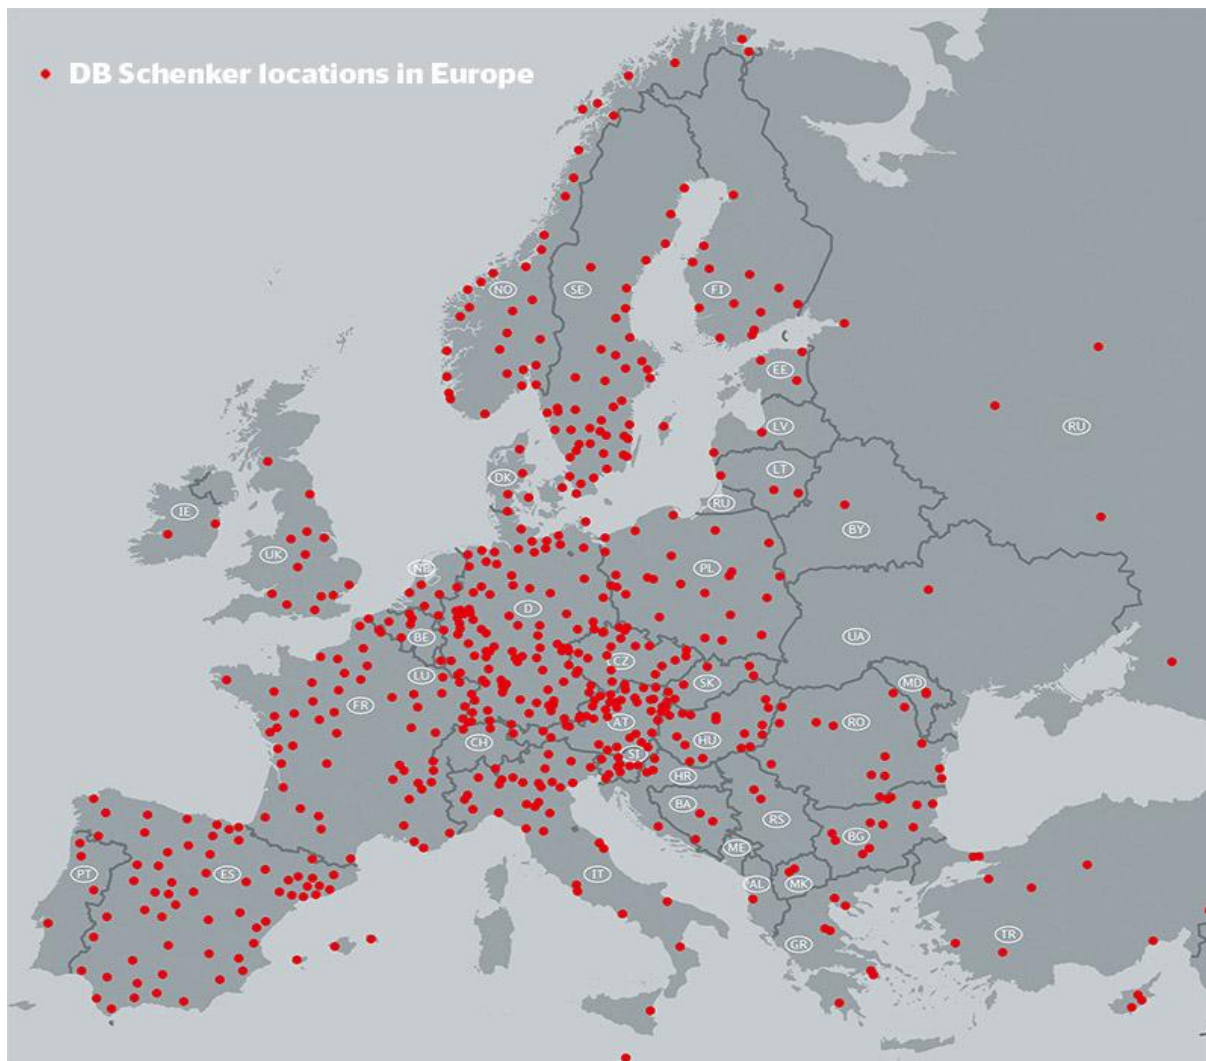 DB Schenker locations in Europe
NO
SE
FI
EE
RU
LV
LT
DK
RU
IE
BY
UK
NL
PL
D
BE
UA
CZ
LU
SK
MD
FR
AT
RO
CH
HU
SI
HR
BA
RS
BG
ME
PT
ES
IT
AL
MK
TR
GR